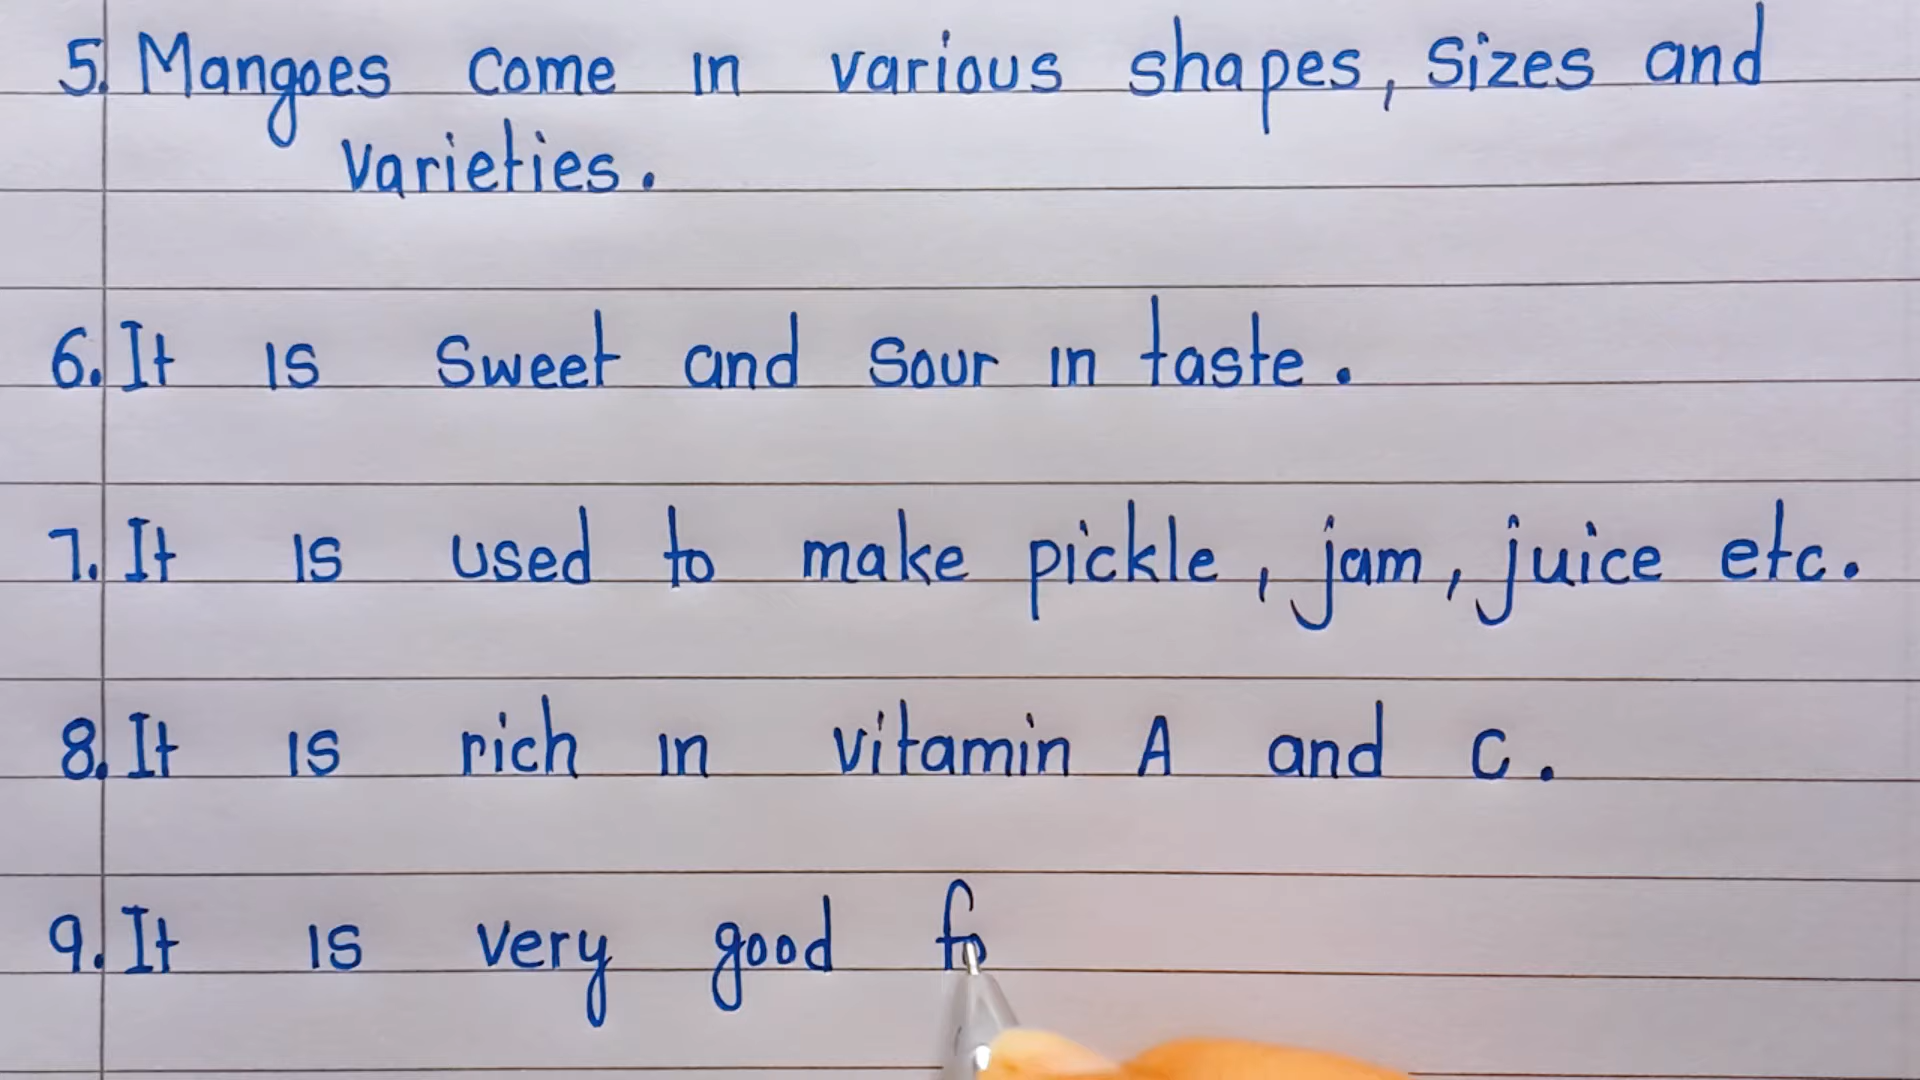 5. Mangoes come in various shapes, sizes and
varieties.
6. It is sweet and sour in taste.
7. It is used to make pickle, jam, juice etc.
8. It is rich in vitamin A and C.
9. It is very good fo